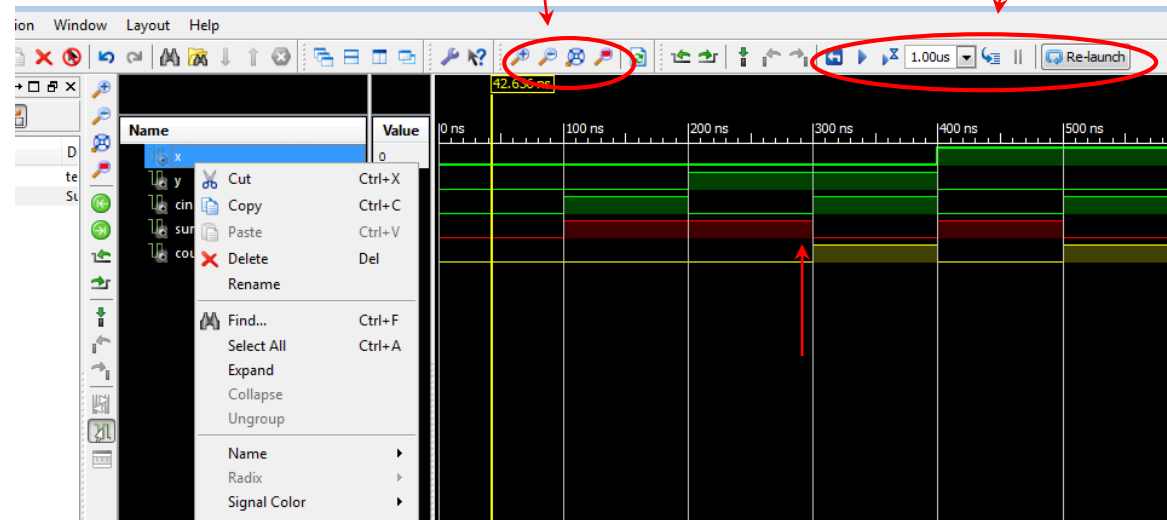 ion Window Layout Help
1.00us Re-launch
42.636 ns
Name Value
0 ns 100 ns 200 ns 300 ns 400 ns 500 ns
D
x 0
te
y
Su
cin
sur
cou
Cut Ctrl+X
Copy Ctrl+C
Paste Ctrl+V
Delete Del
Rename
Find... Ctrl+F
Select All Ctrl+A
Expand
Collapse
Ungroup
Name
Radix
Signal Color